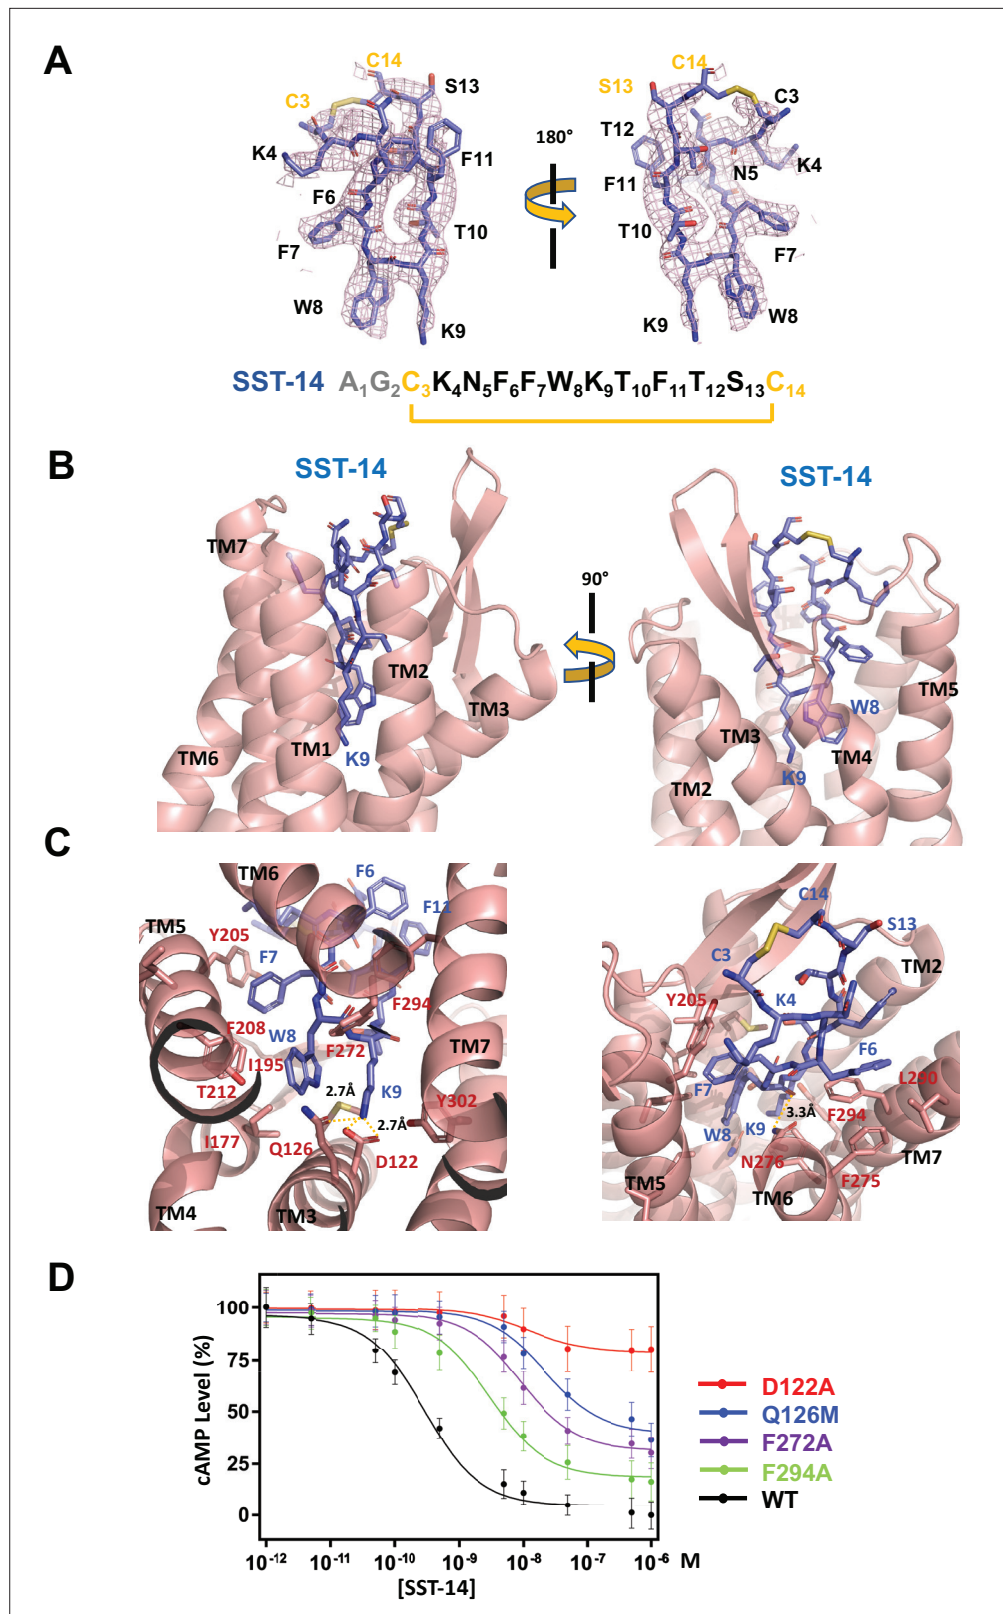 A
C14
S13
C3
K4
F6
F11
F7
T10
W8
K9
180°
C14
S13
C3
T12
K4
N5
F11
T10
F7
W8
K9
SST-14 A1G2C3K4N5F6F7W8K9T10F11T12S13C14
B
SST-14
TM7
TM2
TM3
TM1
TM6
K9
90°
SST-14
TM5
W8
TM3
TM4
K9
TM2
C
TM6
F6
TM5
F11
Y205
F7
F294
F208
W8
F272
TM7
I195
T212
K9
2.7Å
Y302
2.7Å
I177
Q126
D122
TM4
TM3
C14
S13
C3
TM2
Y205
K4
F6
F7
L290
3.3Å
F294
W8
K9
N276
TM7
TM5
F275
TM6
D
cAMP Level (%)
100
75
50
25
0
10-12 10-11 10-10 10-9 10-8 10-7 10-6 M
[SST-14]
D122A
Q126M
F272A
F294A
WT